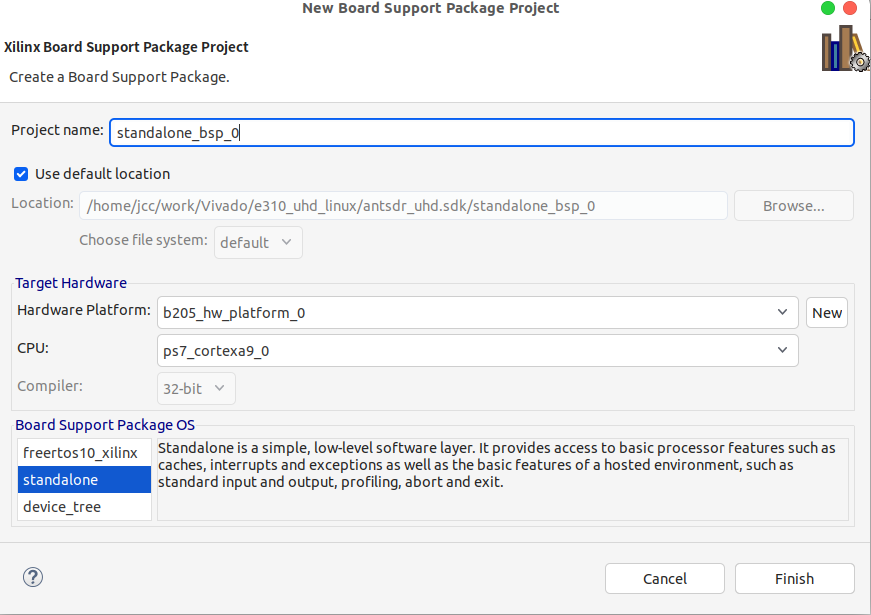 New Board Support Package Project
Xilinx Board Support Package Project
Create a Board Support Package.
Project name: standalone_bsp_0
Use default location
Location: /home/jcc/work/Vivado/e310_uhd_linux/antsdr_uhd.sdk/standalone_bsp_0 Browse...
Choose file system: default
Target Hardware
Hardware Platform: b205_hw_platform_0 New
CPU: ps7_cortexa9_0
Compiler: 32-bit
Board Support Package OS
freertos10_xilinx
standalone
device_tree
Standalone is a simple, low-level software layer. It provides access to basic processor features such as
caches, interrupts and exceptions as well as the basic features of a hosted environment, such as
standard input and output, profiling, abort and exit.
? Cancel Finish